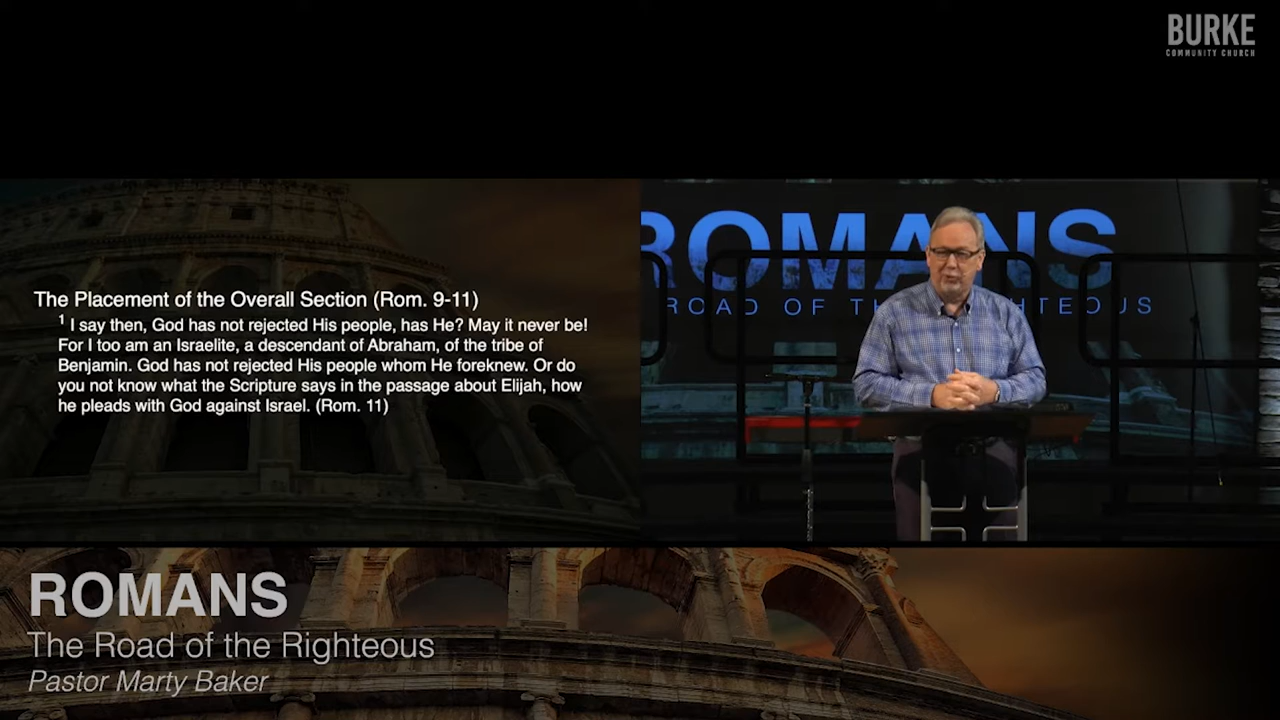 BURKE
COMMUNITY CHURCH
The Placement of the Overall Section (Rom. 9-11)
1 I say then, God has not rejected His people, has He? May it never be!
For I too am an Israelite, a descendant of Abraham, of the tribe of
Benjamin. God has not rejected His people whom He foreknew. Or do
you not know what the Scripture says in the passage about Elijah, how
he pleads with God against Israel. (Rom. 11)
ROMANS
ROAD OF TH GHTEOUS
ROMANS
The Road of the Righteous
Pastor Marty Baker